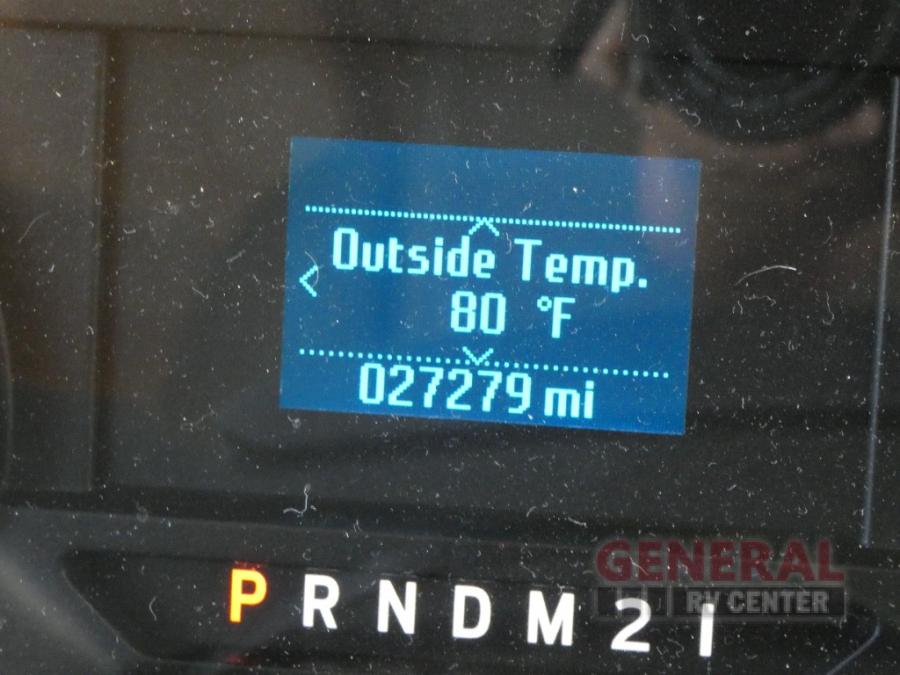 Outside Temp.
80 °F
027279 mi
P R N D M 2 1
GENERAL
RV CENTER